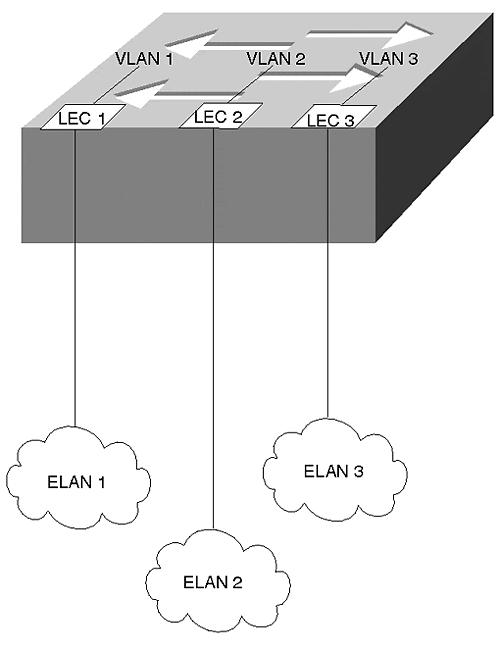 VLAN 1
VLAN 2
VLAN 3
LEC 1
LEC 2
LEC 3
ELAN 1
ELAN 3
ELAN 2